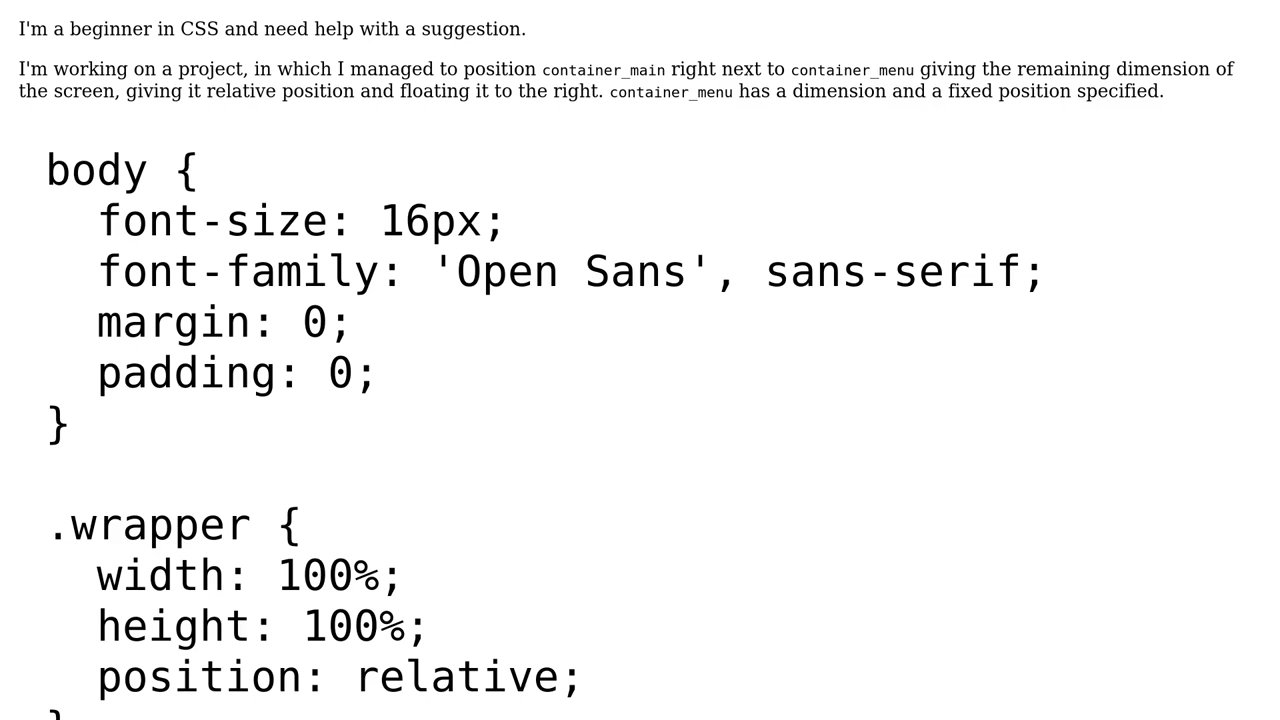 I'm a beginner in CSS and need help with a suggestion.
I'm working on a project, in which I managed to position container_main right next to container_menu giving the remaining dimension of
the screen, giving it relative position and floating it to the right. container_menu has a dimension and a fixed position specified.
body {
  font-size: 16px;
  font-family: 'Open Sans', sans-serif;
  margin: 0;
  padding: 0;
}
.wrapper {
  width: 100%;
  height: 100%;
  position: relative;
}